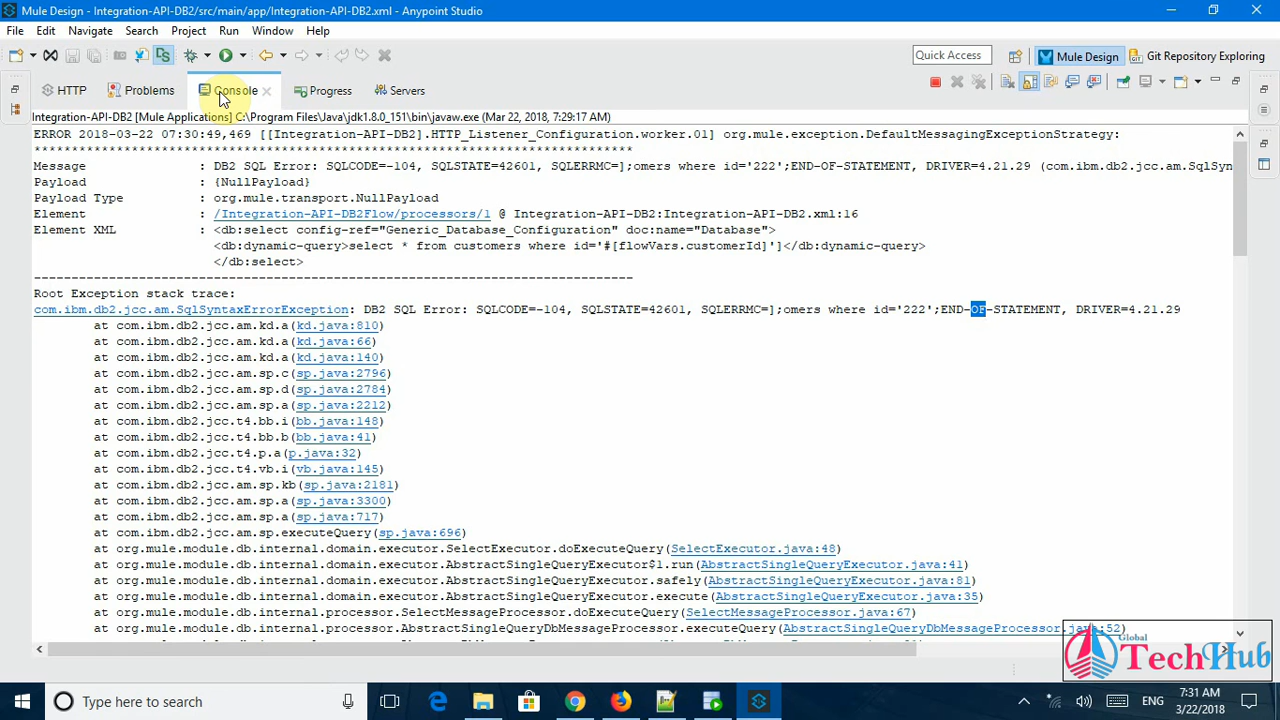 Mule Design - Integration-API-DB2/src/main/app/Integration-API-DB2.xml - Anypoint Studio
File Edit Navigate Search Project Run Window Help
Quick Access
Mule Design
Git Repository Exploring
HTTP
Problems
Console
Progress
Servers
Integration-API-DB2 [Mule Applications] C:\Program Files\Java\jdk1.8.0_151\bin\javaw.exe (Mar 22, 2018, 7:29:17 AM)
ERROR 2018-03-22 07:30:49,469 [[Integration-API-DB2].HTTP_Listener_Configuration.worker.01] org.mule.exception.DefaultMessagingExceptionStrategy:
********************************************************************************
Message : DB2 SQL Error: SQLCODE=-104, SQLSTATE=42601, SQLERRMC=];omers where id='222';END-OF-STATEMENT, DRIVER=4.21.29 (com.ibm.db2.jcc.am.SqlSyn
Payload : {NullPayload}
Payload Type : org.mule.transport.NullPayload
Element : /Integration-API-DB2Flow/processors/1 @ Integration-API-DB2:Integration-API-DB2.xml:16
Element XML : <db:select config-ref="Generic_Database_Configuration" doc:name="Database">
<db:dynamic-query>select * from customers where id='#[flowVars.customerId]']</db:dynamic-query>
</db:select>
--------------------------------------------------------------------------------
Root Exception stack trace:
com.ibm.db2.jcc.am.SqlSyntaxErrorException: DB2 SQL Error: SQLCODE=-104, SQLSTATE=42601, SQLERRMC=];omers where id='222';END-OF-STATEMENT, DRIVER=4.21.29
at com.ibm.db2.jcc.am.kd.a(kd.java:810)
at com.ibm.db2.jcc.am.kd.a(kd.java:66)
at com.ibm.db2.jcc.am.kd.a(kd.java:140)
at com.ibm.db2.jcc.am.sp.c(sp.java:2796)
at com.ibm.db2.jcc.am.sp.d(sp.java:2784)
at com.ibm.db2.jcc.am.sp.a(sp.java:2212)
at com.ibm.db2.jcc.t4.bb.i(bb.java:148)
at com.ibm.db2.jcc.t4.bb.b(bb.java:41)
at com.ibm.db2.jcc.t4.p.a(p.java:32)
at com.ibm.db2.jcc.t4.vb.i(vb.java:145)
at com.ibm.db2.jcc.am.sp.kb(sp.java:2181)
at com.ibm.db2.jcc.am.sp.a(sp.java:3300)
at com.ibm.db2.jcc.am.sp.a(sp.java:717)
at com.ibm.db2.jcc.am.sp.executeQuery(sp.java:696)
at org.mule.module.db.internal.domain.executor.SelectExecutor.doExecuteQuery(SelectExecutor.java:48)
at org.mule.module.db.internal.domain.executor.AbstractSingleQueryExecutor$1.run(AbstractSingleQueryExecutor.java:41)
at org.mule.module.db.internal.domain.executor.AbstractSingleQueryExecutor.safely(AbstractSingleQueryExecutor.java:81)
at org.mule.module.db.internal.domain.executor.AbstractSingleQueryExecutor.execute(AbstractSingleQueryExecutor.java:35)
at org.mule.module.db.internal.processor.SelectMessageProcessor.doExecuteQuery(SelectMessageProcessor.java:67)
at org.mule.module.db.internal.processor.AbstractSingleQueryDbMessageProcessor.executeQuery(AbstractSingleQueryDbMessageProcessor.java:52)
Global
TechHub
Type here to search
ENG
7:31 AM
3/22/2018